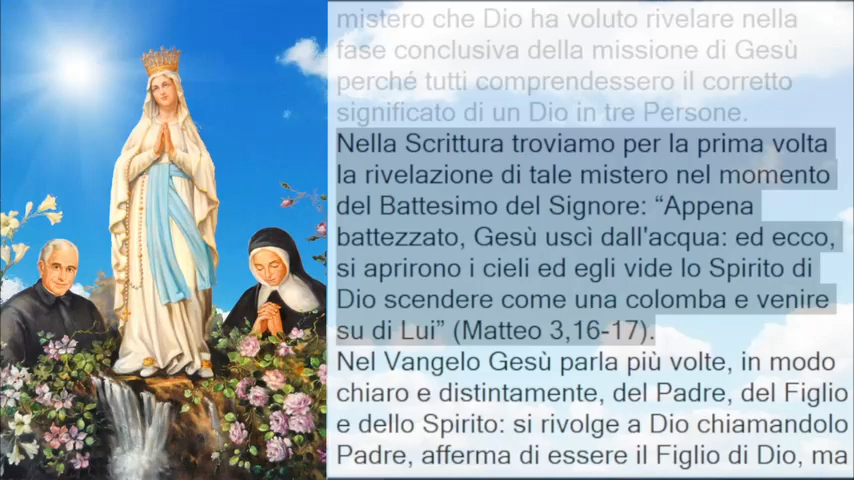 mistero che Dio ha voluto rivelare nella
fase conclusiva della missione di Gesù
perché tutti comprendessero il corretto
significato di un Dio in tre Persone.
Nella Scrittura troviamo per la prima volta
la rivelazione di tale mistero nel momento
del Battesimo del Signore: “Appena
battezzato, Gesù uscì dall'acqua: ed ecco,
si aprirono i cieli ed egli vide lo Spirito di
Dio scendere come una colomba e venire
su di Lui” (Matteo 3,16-17).
Nel Vangelo Gesù parla più volte, in modo
chiaro e distintamente, del Padre, del Figlio
e dello Spirito: si rivolge a Dio chiamandolo
Padre, afferma di essere il Figlio di Dio, ma